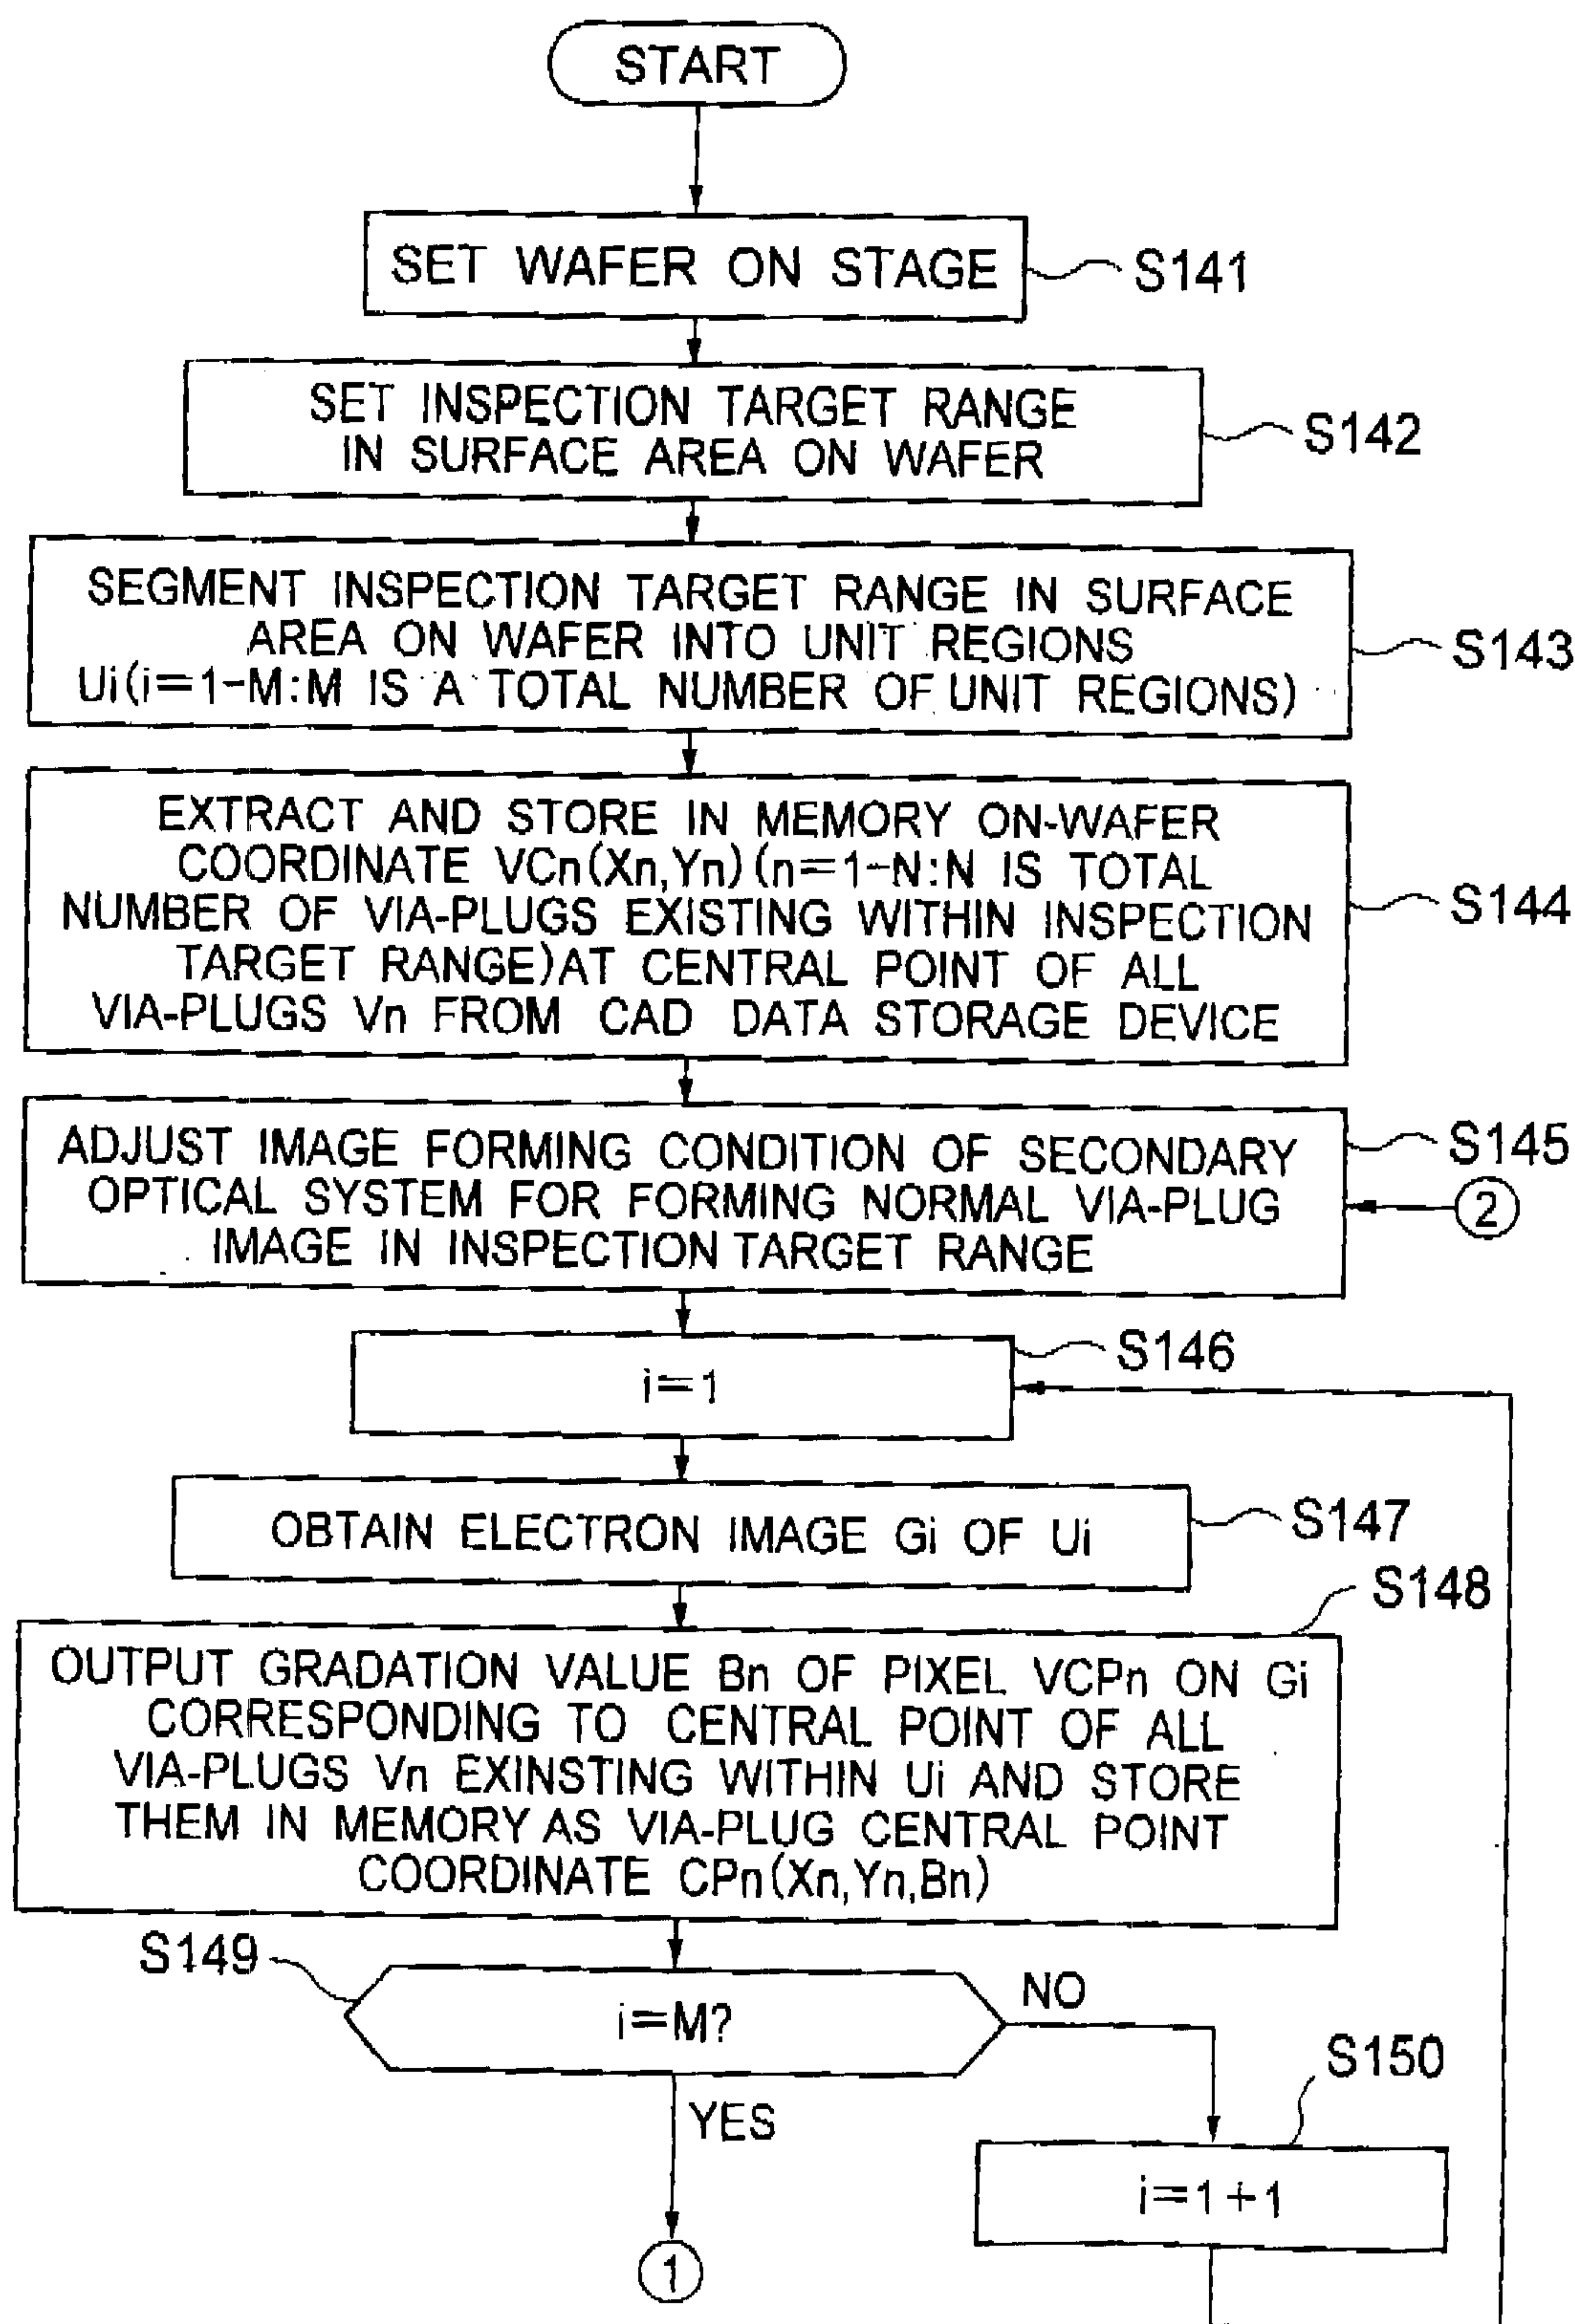 START
SET WAFER ON STAGE
S141
SET INSPECTION TARGET RANGE
IN SURFACE AREA ON WAFER
S142
SEGMENT INSPECTION TARGET RANGE IN SURFACE
AREA ON WAFER INTO UNIT REGIONS
Ui(i=1-M:M IS A TOTAL NUMBER OF UNIT REGIONS)
S143
EXTRACT AND STORE IN MEMORY ON-WAFER
COORDINATE VCn(Xn,Yn)(n=1-N:N IS TOTAL
NUMBER OF VIA-PLUGS EXISTING WITHIN INSPECTION
TARGET RANGE)AT CENTRAL POINT OF ALL
VIA-PLUGS Vn FROM CAD DATA STORAGE DEVICE
S144
ADJUST IMAGE FORMING CONDITION OF SECONDARY
OPTICAL SYSTEM FOR FORMING NORMAL VIA-PLUG
IMAGE IN INSPECTION TARGET RANGE
S145
2
i=1
S146
OBTAIN ELECTRON IMAGE Gi OF Ui
S147
S148
OUTPUT GRADATION VALUE Bn OF PIXEL VCPn ON Gi
CORRESPONDING TO CENTRAL POINT OF ALL
VIA-PLUGS Vn EXINSTING WITHIN Ui AND STORE
THEM IN MEMORY AS VIA-PLUG CENTRAL POINT
COORDINATE CPn(Xn,Yn,Bn)
S149
i=M?
NO
YES
S150
i=1+1
1